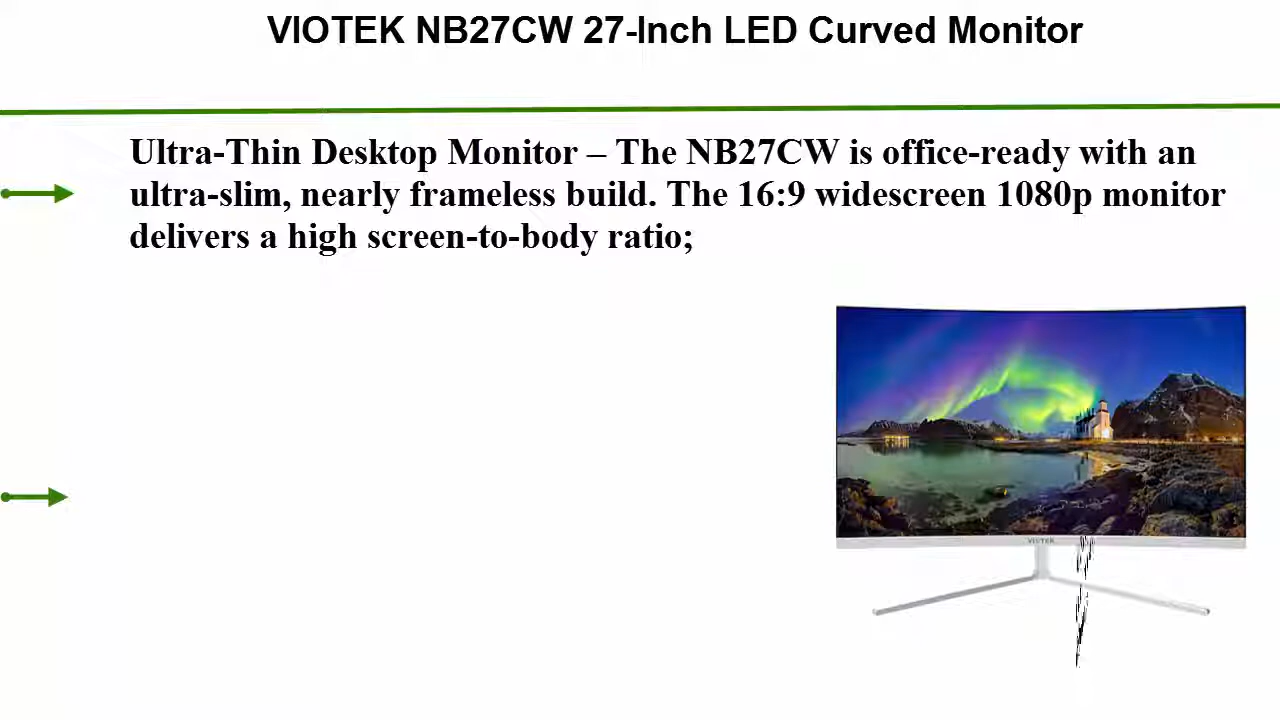 VIOTEK NB27CW 27-Inch LED Curved Monitor
Ultra-Thin Desktop Monitor – The NB27CW is office-ready with an
ultra-slim, nearly frameless build. The 16:9 widescreen 1080p monitor
delivers a high screen-to-body ratio;
VIOTEK